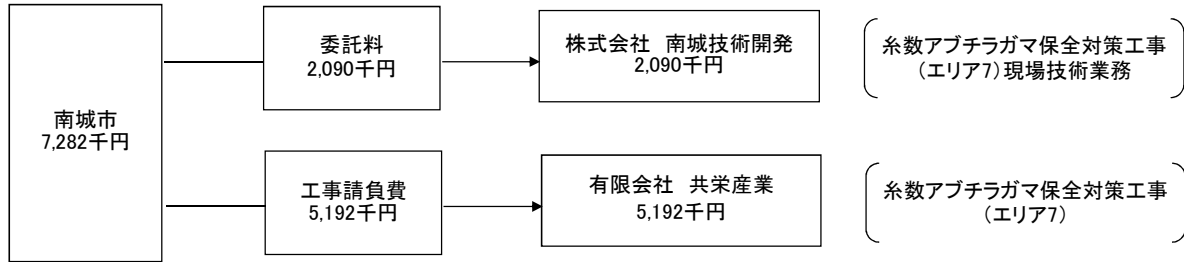 南城市
7,282千円
委託料
2,090千円
株式会社　南城技術開発
2,090千円
糸数アブチラガマ保全対策工事
（エリア7）現場技術業務
工事請負費
5,192千円
有限会社　共栄産業
5,192千円
糸数アブチラガマ保全対策工事
（エリア7）